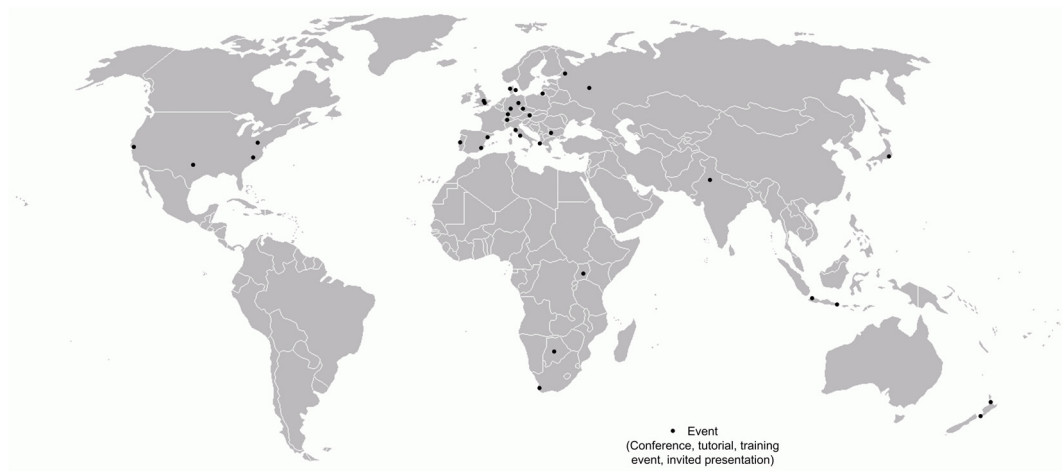 Event
(Conference, tutorial, training
event, invited presentation)